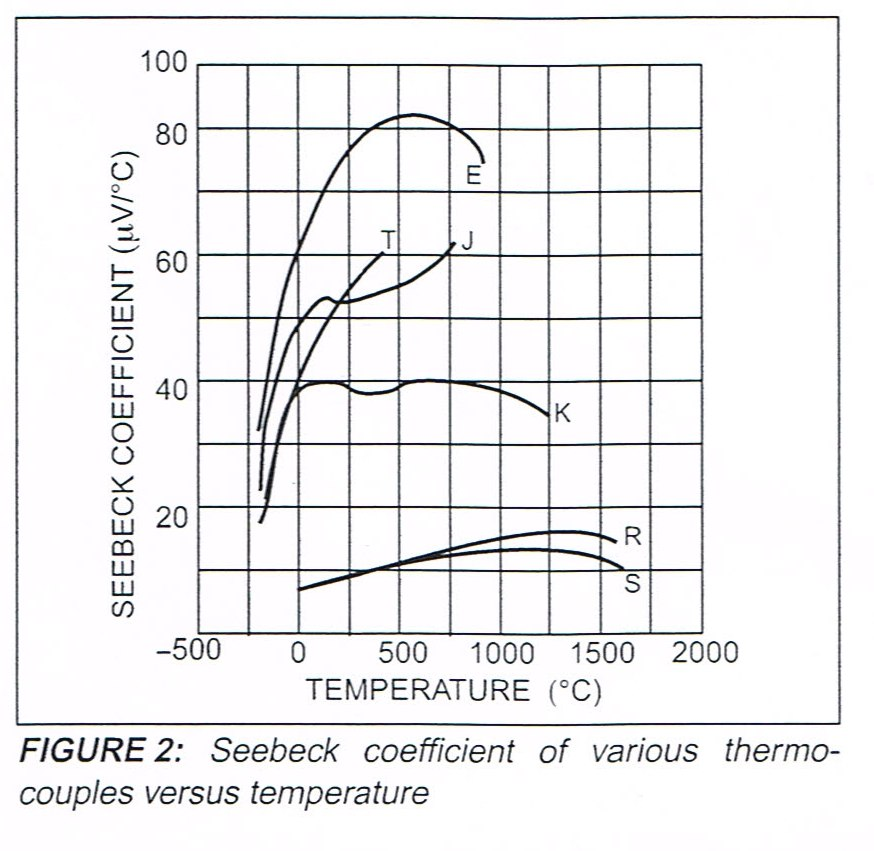 100
80
60
40
20
SEEBECK COEFFICIENT (μV/°C)
E
T
J
K
R
S
–500 0 500 1000 1500 2000
TEMPERATURE (°C)
FIGURE 2: Seebeck coefficient of various thermo-
couples versus temperature